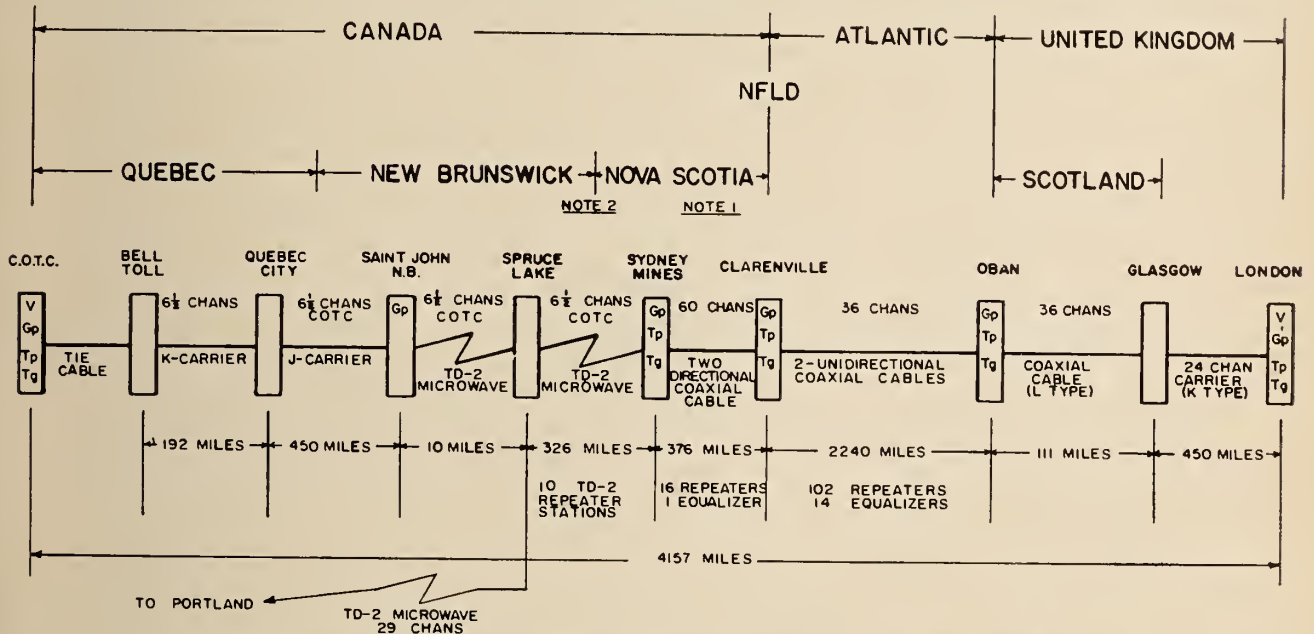 CANADA ATLANTIC UNITED KINGDOM
NFLD
QUEBEC NEW BRUNSWICK NOVA SCOTIA SCOTLAND
NOTE 2 NOTE 1
C.O.T.C.
BELL
TOLL
QUEBEC
CITY
SAINT JOHN
N.B.
SPRUCE
LAKE
SYDNEY
MINES
CLARENVILLE
OBAN
GLASGOW
LONDON
6½ CHANS
6½ CHANS
COTC
6½ CHANS
COTC
6½ CHANS
COTC
60 CHANS
36 CHANS
36 CHANS
V
Gp
Tp
Tg
Gp
Gp
Tp
Tg
Gp
Tp
Tg
Gp
Tp
Tg
V
Gp
Tp
Tg
TIE
CABLE
K-CARRIER
J-CARRIER
TD-2
MICROWAVE
TD-2
MICROWAVE
TWO
DIRECTIONAL
COAXIAL
CABLE
2-UNIDIRECTIONAL
COAXIAL CABLES
COAXIAL
CABLE
(L TYPE)
24 CHAN
CARRIER
(K TYPE)
192 MILES 450 MILES 10 MILES 326 MILES 376 MILES 2240 MILES 111 MILES 450 MILES
10 TD-2
REPEATER
STATIONS
16 REPEATERS
1 EQUALIZER
102 REPEATERS
14 EQUALIZERS
4157 MILES
TO PORTLAND
TD-2 MICROWAVE
29 CHANS